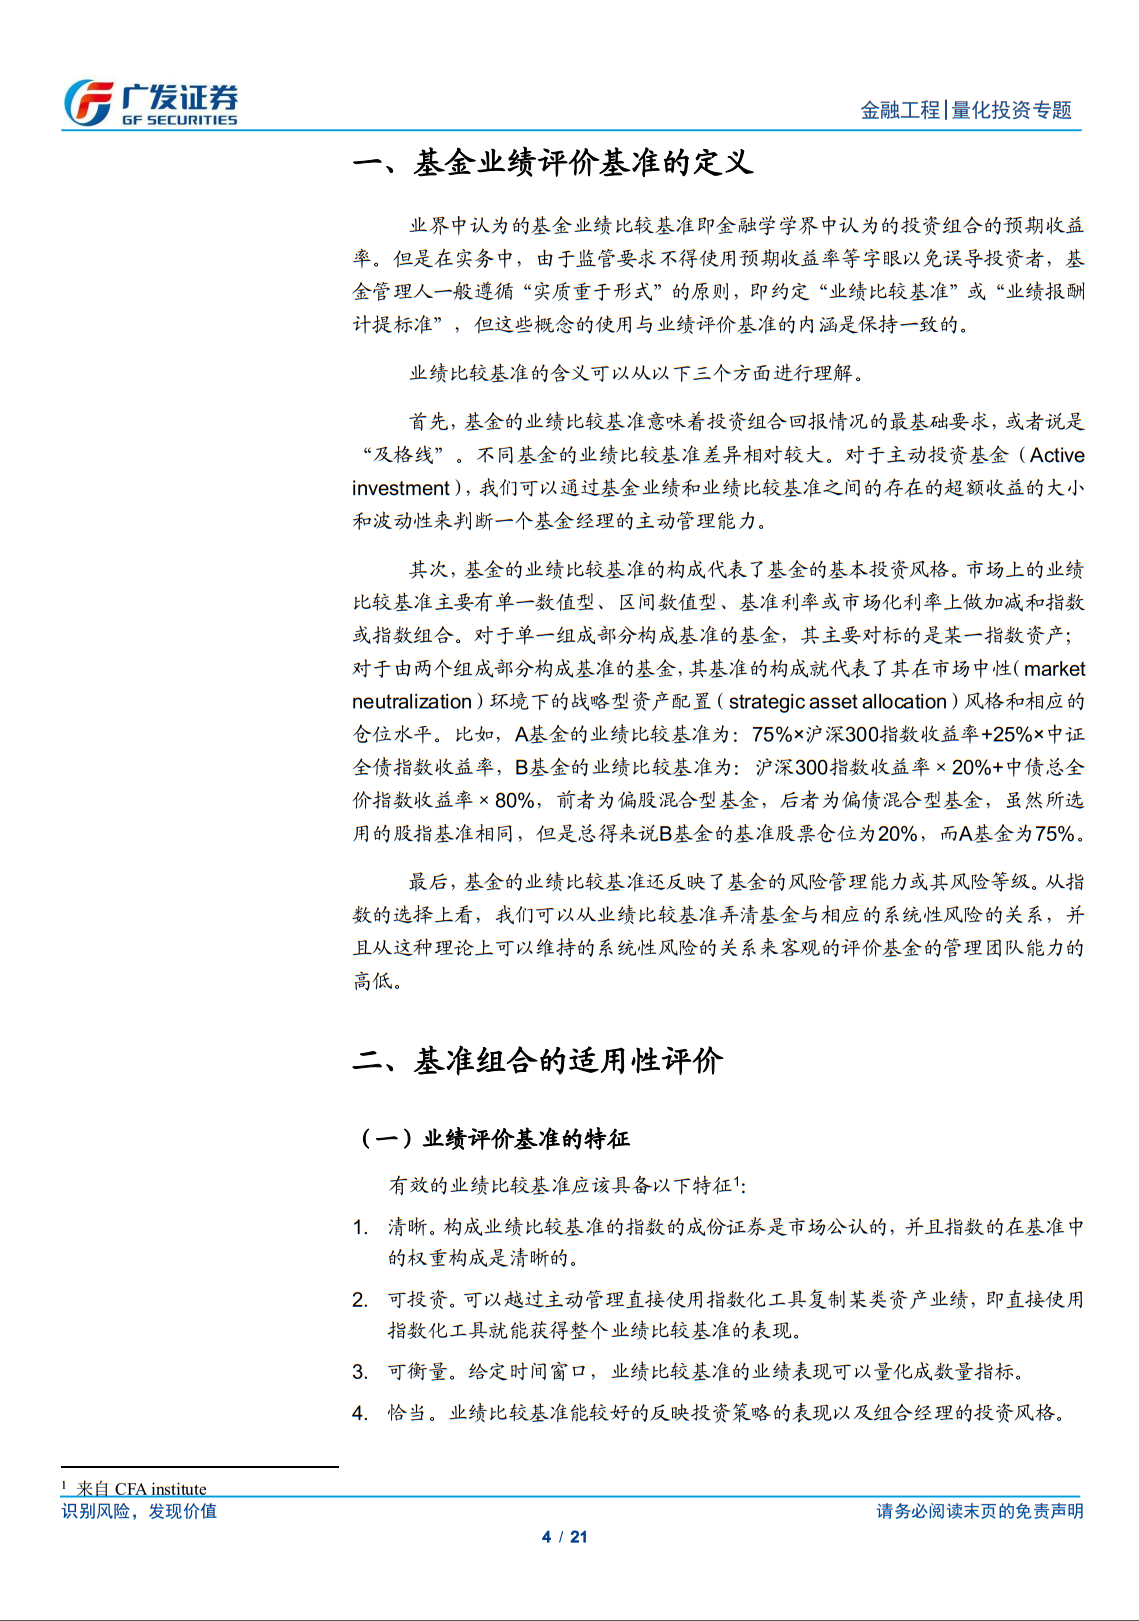 广发证券
GF SECURITIES
金融工程|量化投资专题
一、基金业绩评价基准的定义
业界中认为的基金业绩比较基准即金融学学界中认为的投资组合的预期收益
率。但是在实务中，由于监管要求不得使用预期收益率等字眼以免误导投资者，基
金管理人一般遵循“实质重于形式”的原则，即约定“业绩比较基准”或“业绩报酬
计提标准”，但这些概念的使用与业绩评价基准的内涵是保持一致的。
业绩比较基准的含义可以从以下三个方面进行理解。
首先，基金的业绩比较基准意味着投资组合回报情况的最基础要求，或者说是
“及格线”。不同基金的业绩比较基准差异相对较大。对于主动投资基金（Active
investment），我们可以通过基金业绩和业绩比较基准之间的存在的超额收益的大小
和波动性来判断一个基金经理的主动管理能力。
其次，基金的业绩比较基准的构成代表了基金的基本投资风格。市场上的业绩
比较基准主要有单一数值型、区间数值型、基准利率或市场化利率上做加减和指数
或指数组合。对于单一组成部分构成基准的基金，其主要对标的是某一指数资产；
对于由两个组成部分构成基准的基金，其基准的构成就代表了其在市场中性（market
neutralization）环境下的战略型资产配置（strategic asset allocation）风格和相应的
仓位水平。比如，A基金的业绩比较基准为：75%×沪深300指数收益率+25%×中证
全债指数收益率，B基金的业绩比较基准为：沪深300指数收益率×20%+中债总全
价指数收益率×80%，前者为偏股混合型基金，后者为偏债混合型基金，虽然所选
用的股指基准相同，但是总得来说B基金的基准股票仓位为20%，而A基金为75%。
最后，基金的业绩比较基准还反映了基金的风险管理能力或其风险等级。从指
数的选择上看，我们可以从业绩比较基准弄清基金与相应的系统性风险的关系，并
且从这种理论上可以维持的系统性风险的关系来客观的评价基金的管理团队能力的
高低。
二、基准组合的适用性评价
（一）业绩评价基准的特征
有效的业绩比较基准应该具备以下特征1：
1. 清晰。构成业绩比较基准的指数的成份证券是市场公认的，并且指数的在基准中
的权重构成是清晰的。
2. 可投资。可以越过主动管理直接使用指数化工具复制某类资产业绩，即直接使用
指数化工具就能获得整个业绩比较基准的表现。
3. 可衡量。给定时间窗口，业绩比较基准的业绩表现可以量化成数量指标。
4. 恰当。业绩比较基准能较好的反映投资策略的表现以及组合经理的投资风格。
1 来自 CFA institute
识别风险，发现价值
请务必阅读末页的免责声明
4 / 21